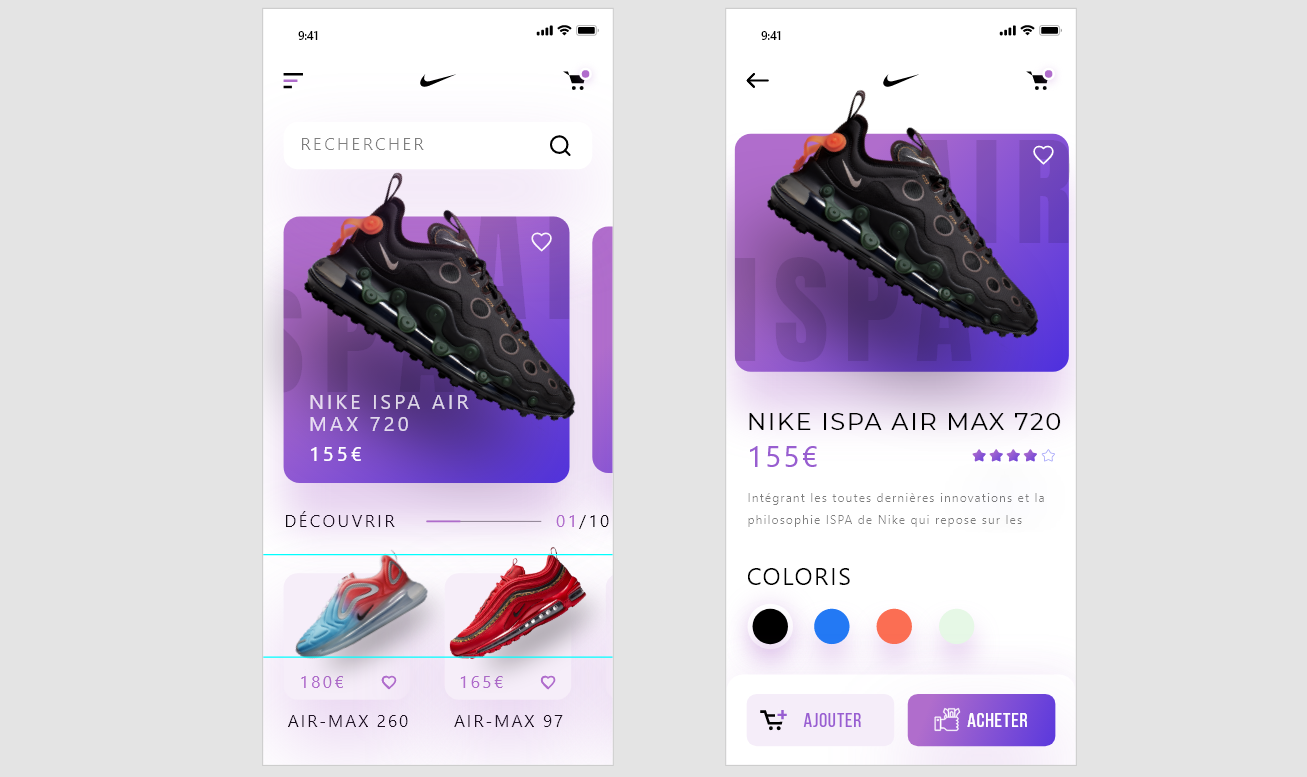 9:41
RECHERCHER
AIR
ISPA
NIKE ISPA AIR
MAX 720
155€
DÉCOUVRIR
01/10
180€
165€
AIR-MAX 260
AIR-MAX 97
9:41
AIR
ISPA
NIKE ISPA AIR MAX 720
155€
Intégrant les toutes dernières innovations et la
philosophie ISPA de Nike qui repose sur les
COLORIS
AJOUTER
ACHETER